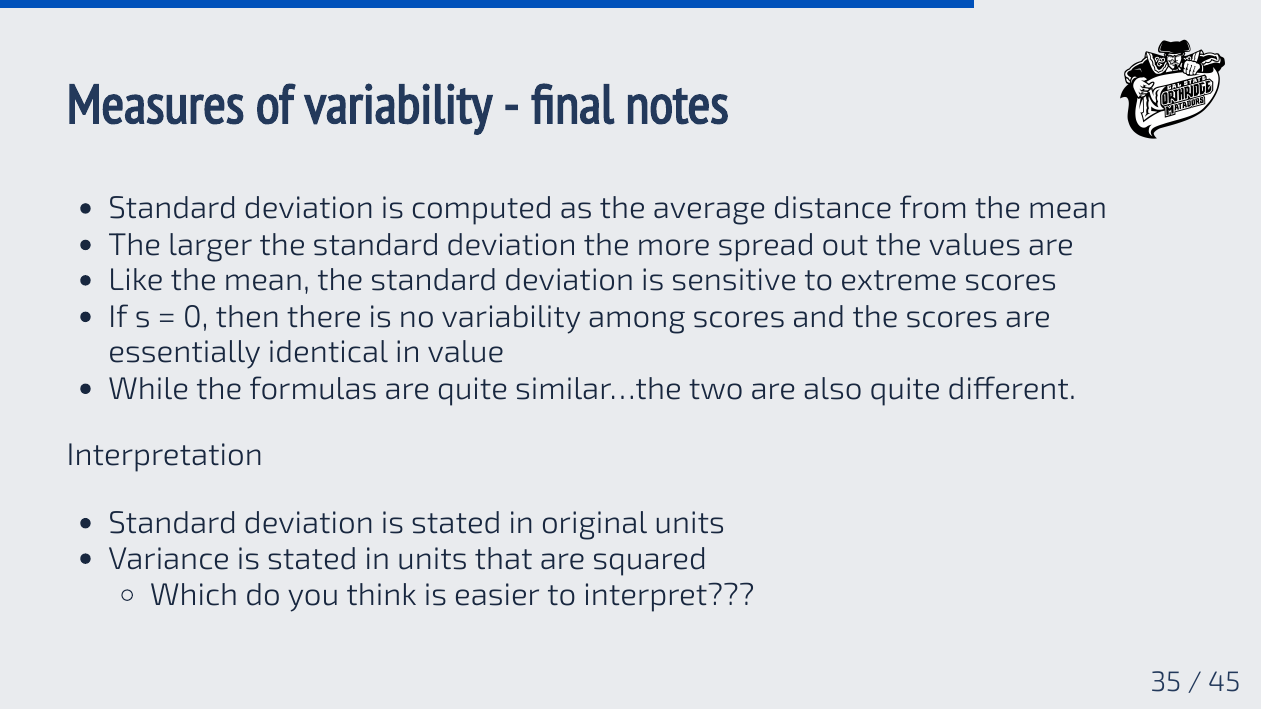 CAL STATE
NORTHRIDGE
MATADORS
Measures of variability - final notes
Standard deviation is computed as the average distance from the mean
The larger the standard deviation the more spread out the values are
Like the mean, the standard deviation is sensitive to extreme scores
If s = 0, then there is no variability among scores and the scores are
essentially identical in value
While the formulas are quite similar…the two are also quite different.
Interpretation
Standard deviation is stated in original units
Variance is stated in units that are squared
Which do you think is easier to interpret???
35 / 45